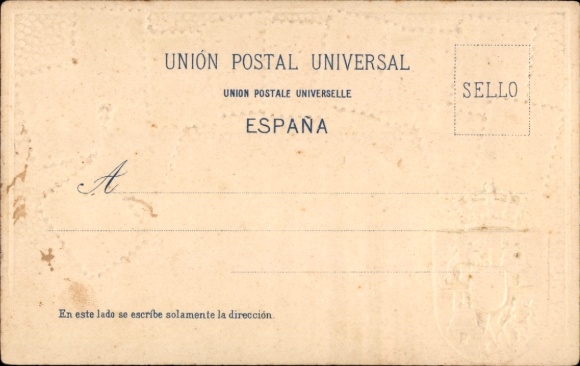 UNIÓN POSTAL UNIVERSAL
UNION POSTALE UNIVERSELLE
ESPAÑA
SELLO
A
En este lado se escribe solamente la dirección